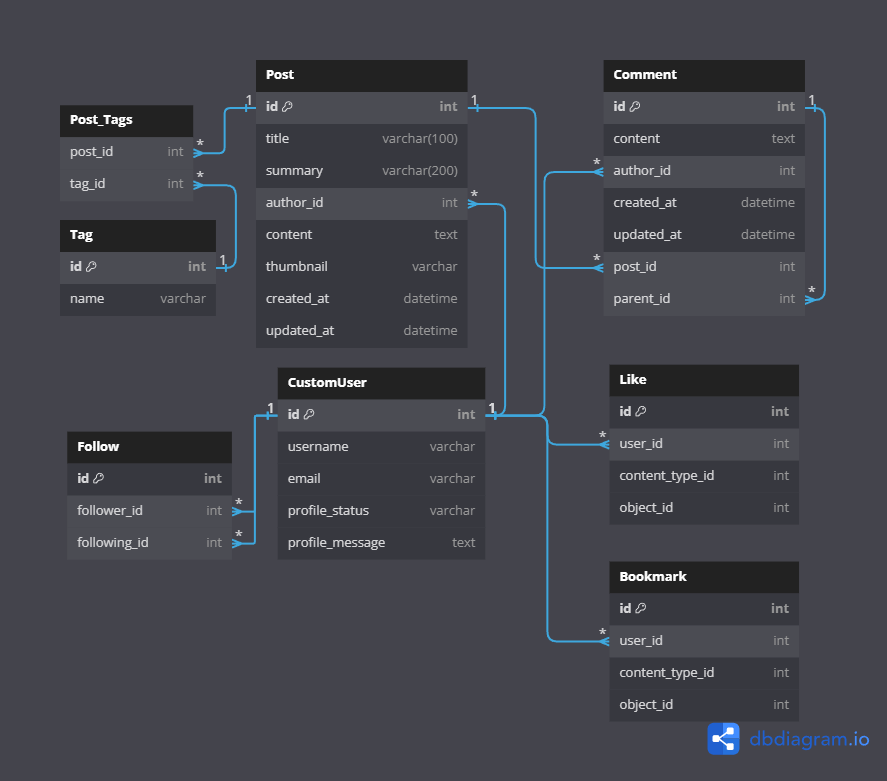 Post
id int
title varchar(100)
summary varchar(200)
author_id int
content text
thumbnail varchar
created_at datetime
updated_at datetime
Comment
id int
content text
author_id int
created_at datetime
updated_at datetime
post_id int
parent_id int
Post_Tags
post_id int
tag_id int
Tag
id int
name varchar
CustomUser
id int
username varchar
email varchar
profile_status varchar
profile_message text
Like
id int
user_id int
content_type_id int
object_id int
Follow
id int
follower_id int
following_id int
Bookmark
id int
user_id int
content_type_id int
object_id int
1
*
*
1
1
*
*
*
1
*
1
1
*
*
*
*
dbdiagram.io